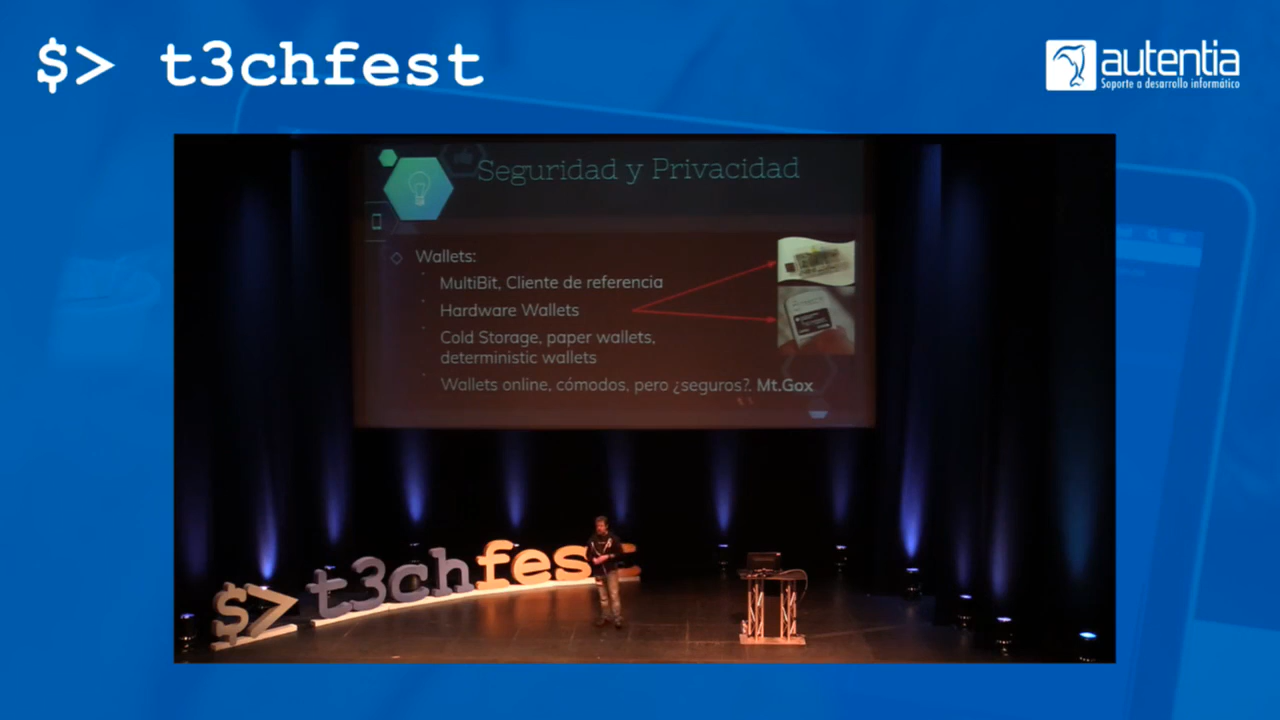 $> t3chfest
autentia
Soporte a desarrollo informático
Seguridad y Privacidad
Wallets:
MultiBit, Cliente de referencia
Hardware Wallets
Cold Storage, paper wallets,
deterministic wallets
Wallets online, cómodos, pero ¿seguros?. Mt.Gox
$> t3chfes